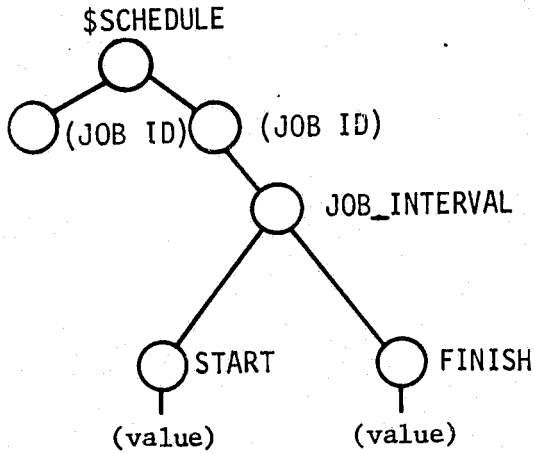 $SCHEDULE
(JOB ID) (JOB ID)
JOB_INTERVAL
START FINISH
(value) (value)